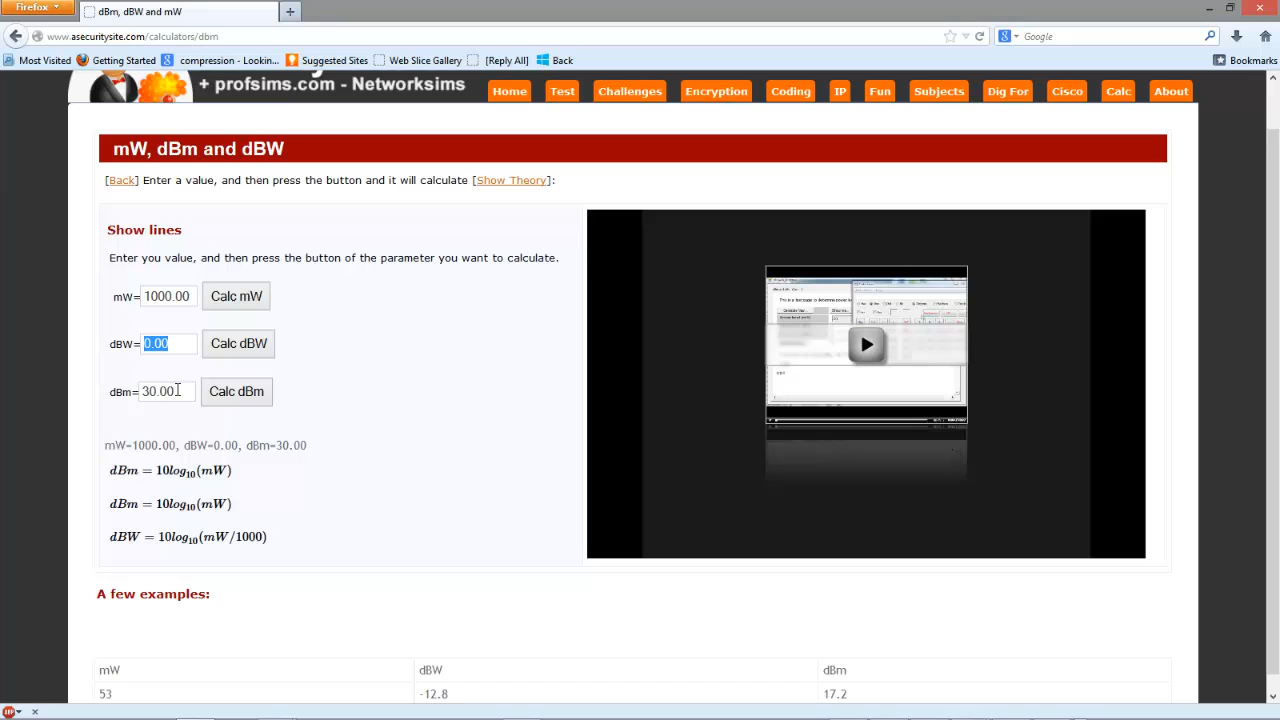 Firefox
dBm, dBW and mW
www.asecuritysite.com/calculators/dbm
Google
Most Visited Getting Started compression - Lookin... Suggested Sites Web Slice Gallery [Reply All] Back Bookmarks
+ profsims.com - Networksims
Home Test Challenges Encryption Coding IP Fun Subjects Dig For Cisco Calc About
mW, dBm and dBW
[Back] Enter a value, and then press the button and it will calculate [Show Theory]:
Show lines
Enter you value, and then press the button of the parameter you want to calculate.
mW= 1000.00 Calc mW
dBW= 0.00 Calc dBW
dBm= 30.00 Calc dBm
mW=1000.00, dBW=0.00, dBm=30.00
dBm = 10log10(mW)
dBm = 10log10(mW)
dBW = 10log10(mW/1000)
A few examples:
mW dBW dBm
53 -12.8 17.2